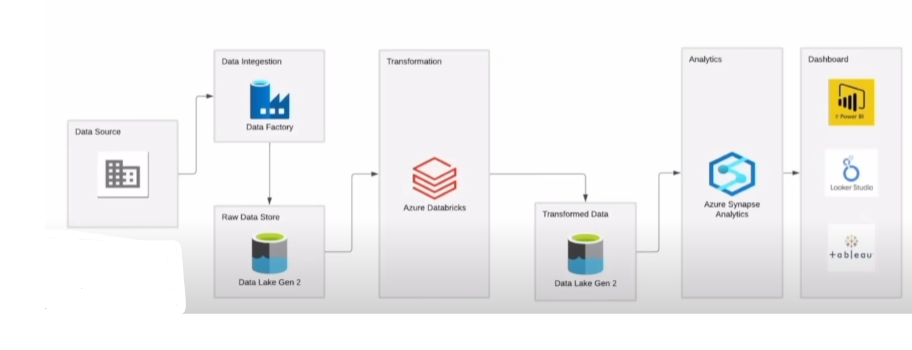 Data Source
Data Integestion
Data Factory
Raw Data Store
Data Lake Gen 2
Transformation
Azure Databricks
Transformed Data
Data Lake Gen 2
Analytics
Azure Synapse
Analytics
Dashboard
Power BI
Looker Studio
+ableau